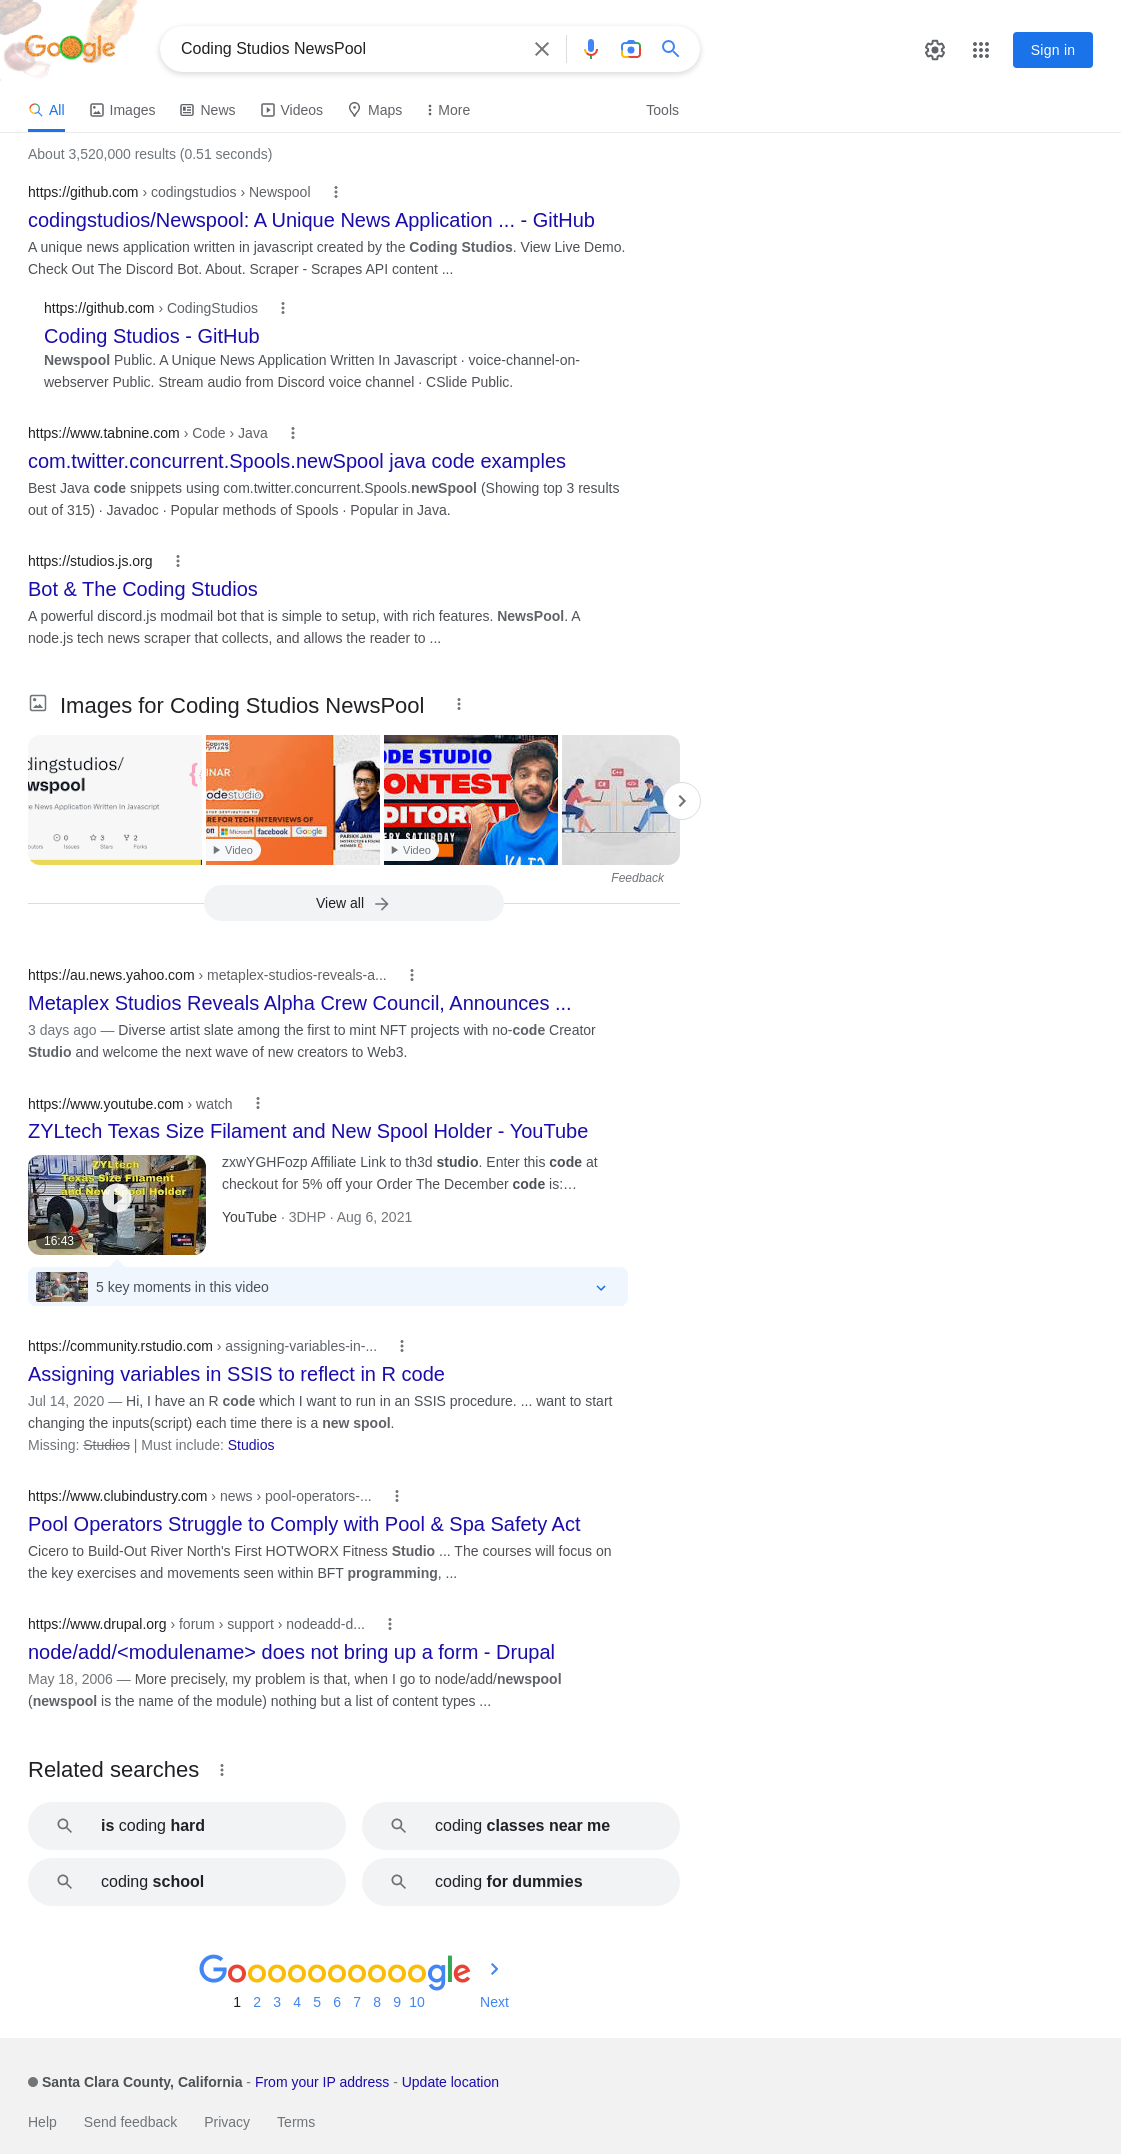 Google
Coding Studios NewsPool
Sign in
All
Images
News
Videos
Maps
More
Tools
About 3,520,000 results (0.51 seconds)
https://github.com › codingstudios › Newspool
codingstudios/Newspool: A Unique News Application ... - GitHub
A unique news application written in javascript created by the Coding Studios. View Live Demo.
Check Out The Discord Bot. About. Scraper - Scrapes API content ...
https://github.com › CodingStudios
Coding Studios - GitHub
Newspool Public. A Unique News Application Written In Javascript · voice-channel-on-
webserver Public. Stream audio from Discord voice channel · CSlide Public.
https://www.tabnine.com › Code › Java
com.twitter.concurrent.Spools.newSpool java code examples
Best Java code snippets using com.twitter.concurrent.Spools.newSpool (Showing top 3 results
out of 315) · Javadoc · Popular methods of Spools · Popular in Java.
https://studios.js.org
Bot & The Coding Studios
A powerful discord.js modmail bot that is simple to setup, with rich features. NewsPool. A
node.js tech news scraper that collects, and allows the reader to ...
Images for Coding Studios NewsPool
dingstudios/
wspool
e News Application Written In Javascript
0
3
2
Issues
Stars
Forks
Coding
INAR
odestudio
RE FOR TECH INTERVIEWS OF
on Microsoft facebook Google
PARIKH JAIN
Video
ODE STUDIO
ONTEST
DITORIAL
RY SATURDAY
Video
C++
C#
</>
Feedback
View all
https://au.news.yahoo.com › metaplex-studios-reveals-a...
Metaplex Studios Reveals Alpha Crew Council, Announces ...
3 days ago — Diverse artist slate among the first to mint NFT projects with no-code Creator
Studio and welcome the next wave of new creators to Web3.
https://www.youtube.com › watch
ZYLtech Texas Size Filament and New Spool Holder - YouTube
ZYLtech
Texas Size Filament
and New Spool Holder
16:43
zxwYGHFozp Affiliate Link to th3d studio. Enter this code at
checkout for 5% off your Order The December code is:…
YouTube · 3DHP · Aug 6, 2021
5 key moments in this video
https://community.rstudio.com › assigning-variables-in-...
Assigning variables in SSIS to reflect in R code
Jul 14, 2020 — Hi, I have an R code which I want to run in an SSIS procedure. ... want to start
changing the inputs(script) each time there is a new spool.
Missing: Studios | Must include: Studios
https://www.clubindustry.com › news › pool-operators-...
Pool Operators Struggle to Comply with Pool & Spa Safety Act
Cicero to Build-Out River North's First HOTWORX Fitness Studio ... The courses will focus on
the key exercises and movements seen within BFT programming, ...
https://www.drupal.org › forum › support › nodeadd-d...
node/add/<modulename> does not bring up a form - Drupal
May 18, 2006 — More precisely, my problem is that, when I go to node/add/newspool
(newspool is the name of the module) nothing but a list of content types ...
Related searches
is coding hard
coding classes near me
coding school
coding for dummies
Goooooooooogle
1 2 3 4 5 6 7 8 9 10 Next
Santa Clara County, California - From your IP address - Update location
Help Send feedback Privacy Terms